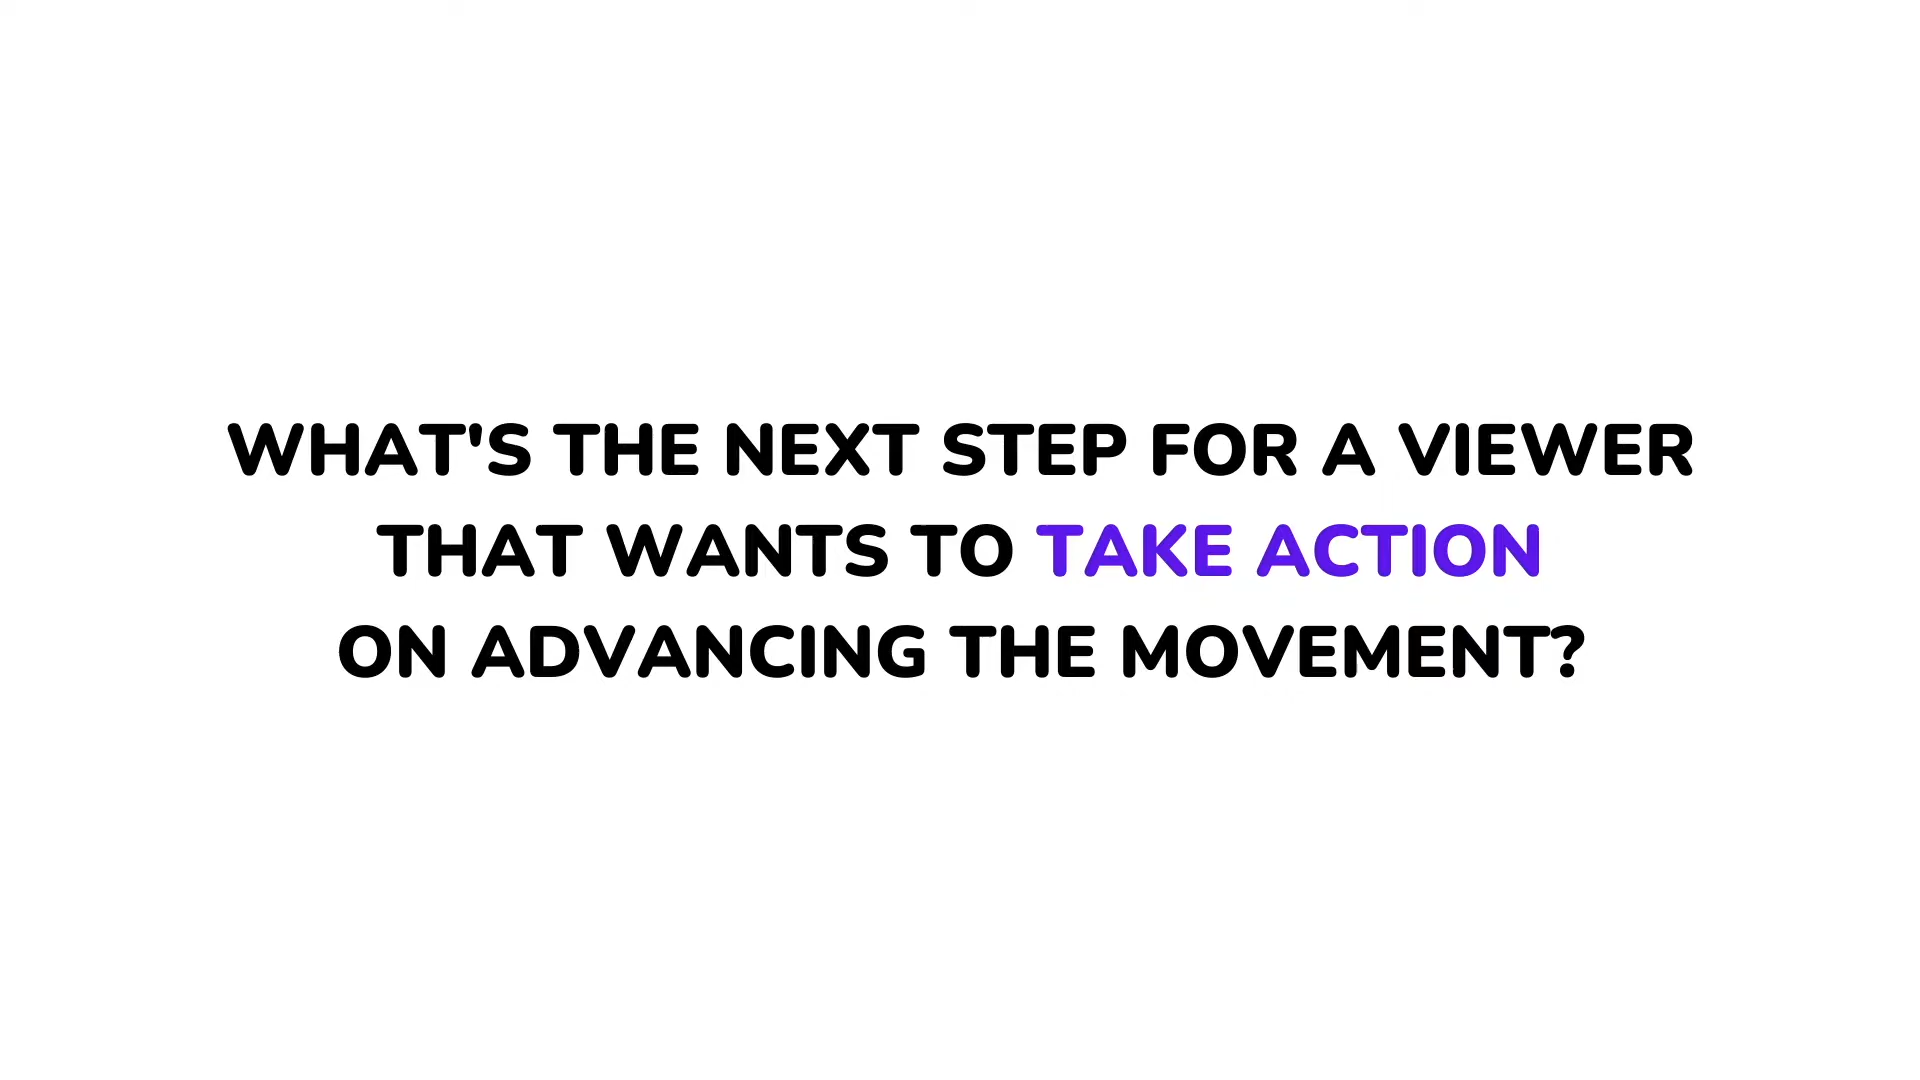 WHAT'S THE NEXT STEP FOR A VIEWER
THAT WANTS TO TAKE ACTION
ON ADVANCING THE MOVEMENT?